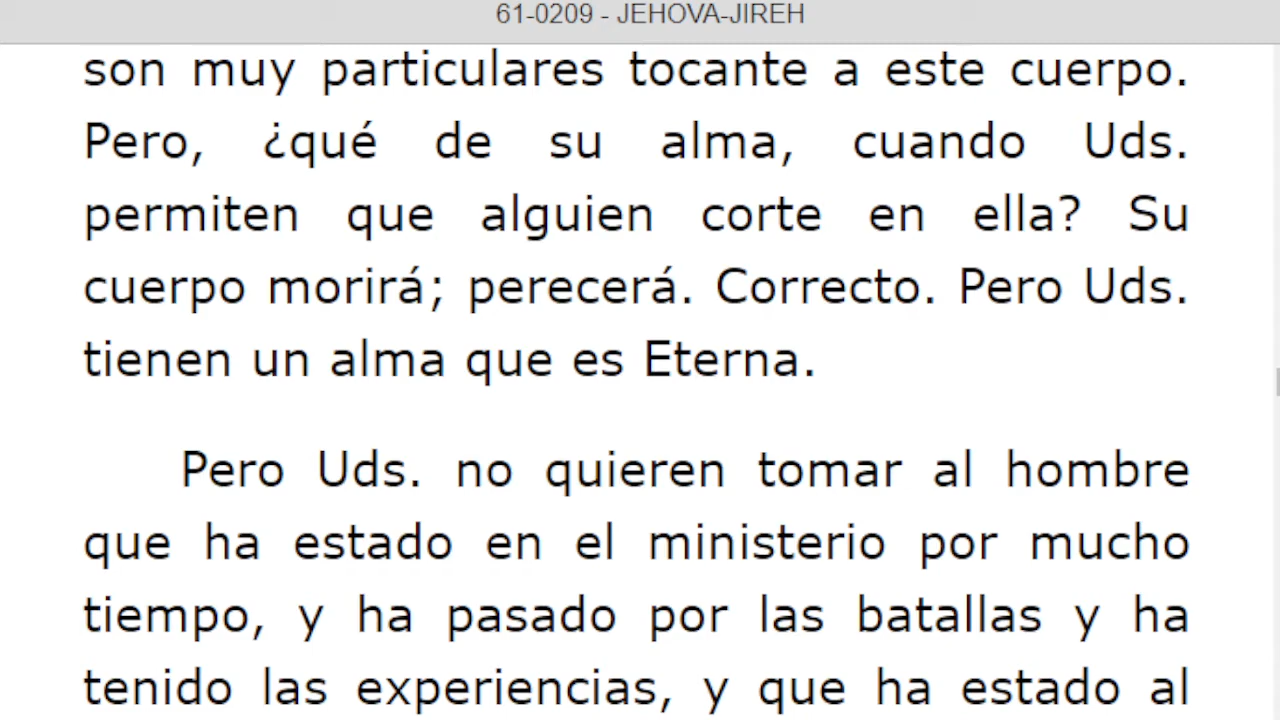 61-0209 - JEHOVA-JIREH
son muy particulares tocante a este cuerpo.
Pero, ¿qué de su alma, cuando Uds.
permiten que alguien corte en ella? Su
cuerpo morirá; perecerá. Correcto. Pero Uds.
tienen un alma que es Eterna.
Pero Uds. no quieren tomar al hombre
que ha estado en el ministerio por mucho
tiempo, y ha pasado por las batallas y ha
tenido las experiencias, y que ha estado al